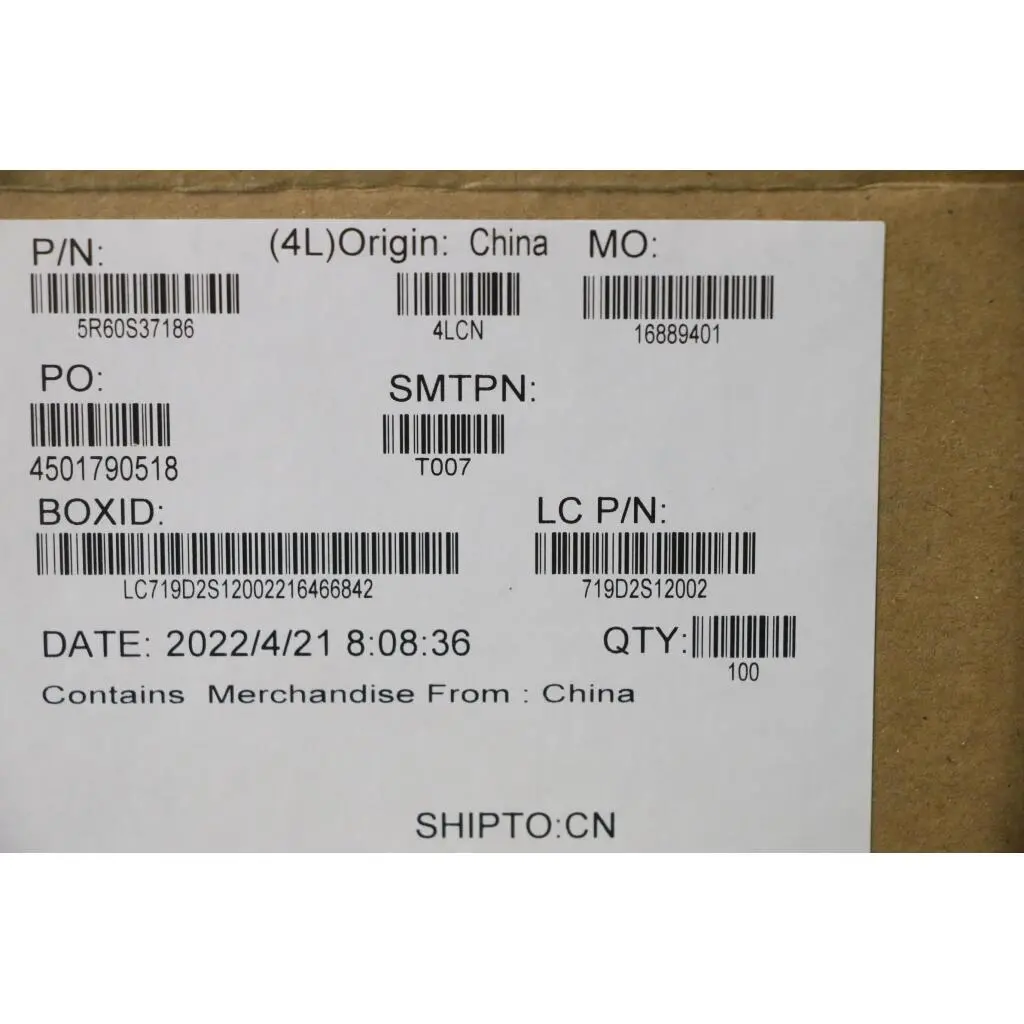 P/N: (4L)Origin: China MO:
5R60S37186 4LCN 16889401
PO: SMTPN:
4501790518 T007
BOXID: LC P/N:
LC719D2S12002216466842 719D2S12002
DATE: 2022/4/21 8:08:36 QTY:
100
Contains Merchandise From : China
SHIPTO:CN